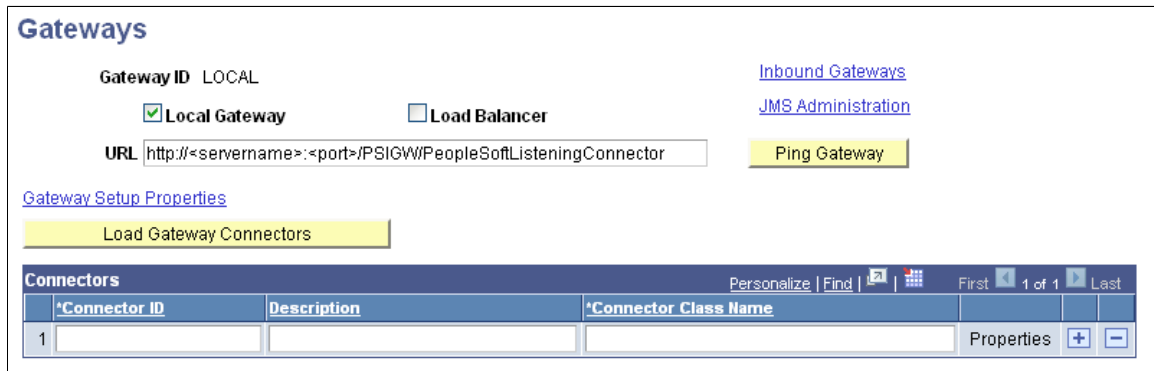 Gateways
Gateway ID LOCAL
Inbound Gateways
Local Gateway Load Balancer
JMS Administration
URL http://<servername>:<port>/PSIGW/PeopleSoftListeningConnector Ping Gateway
Gateway Setup Properties
Load Gateway Connectors
Connectors Personalize | Find | | First 1 of 1 Last
*Connector ID Description *Connector Class Name
1 Properties + -